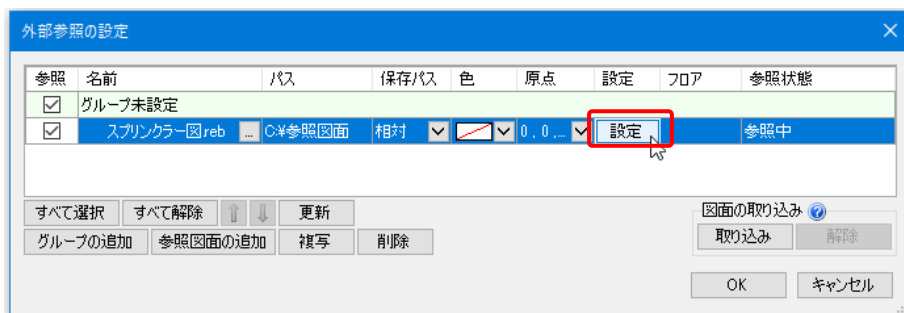 外部参照の設定
参照 名前 パス 保存パス 色 原点 設定 フロア 参照状態
グループ未設定
スプリンクラー図.reb ... C:¥参照図面 相対 0 , 0 ,... 設定 参照中
すべて選択 すべて解除 更新
図面の取り込み
グループの追加 参照図面の追加 複写 削除 取り込み 解除
OK キャンセル